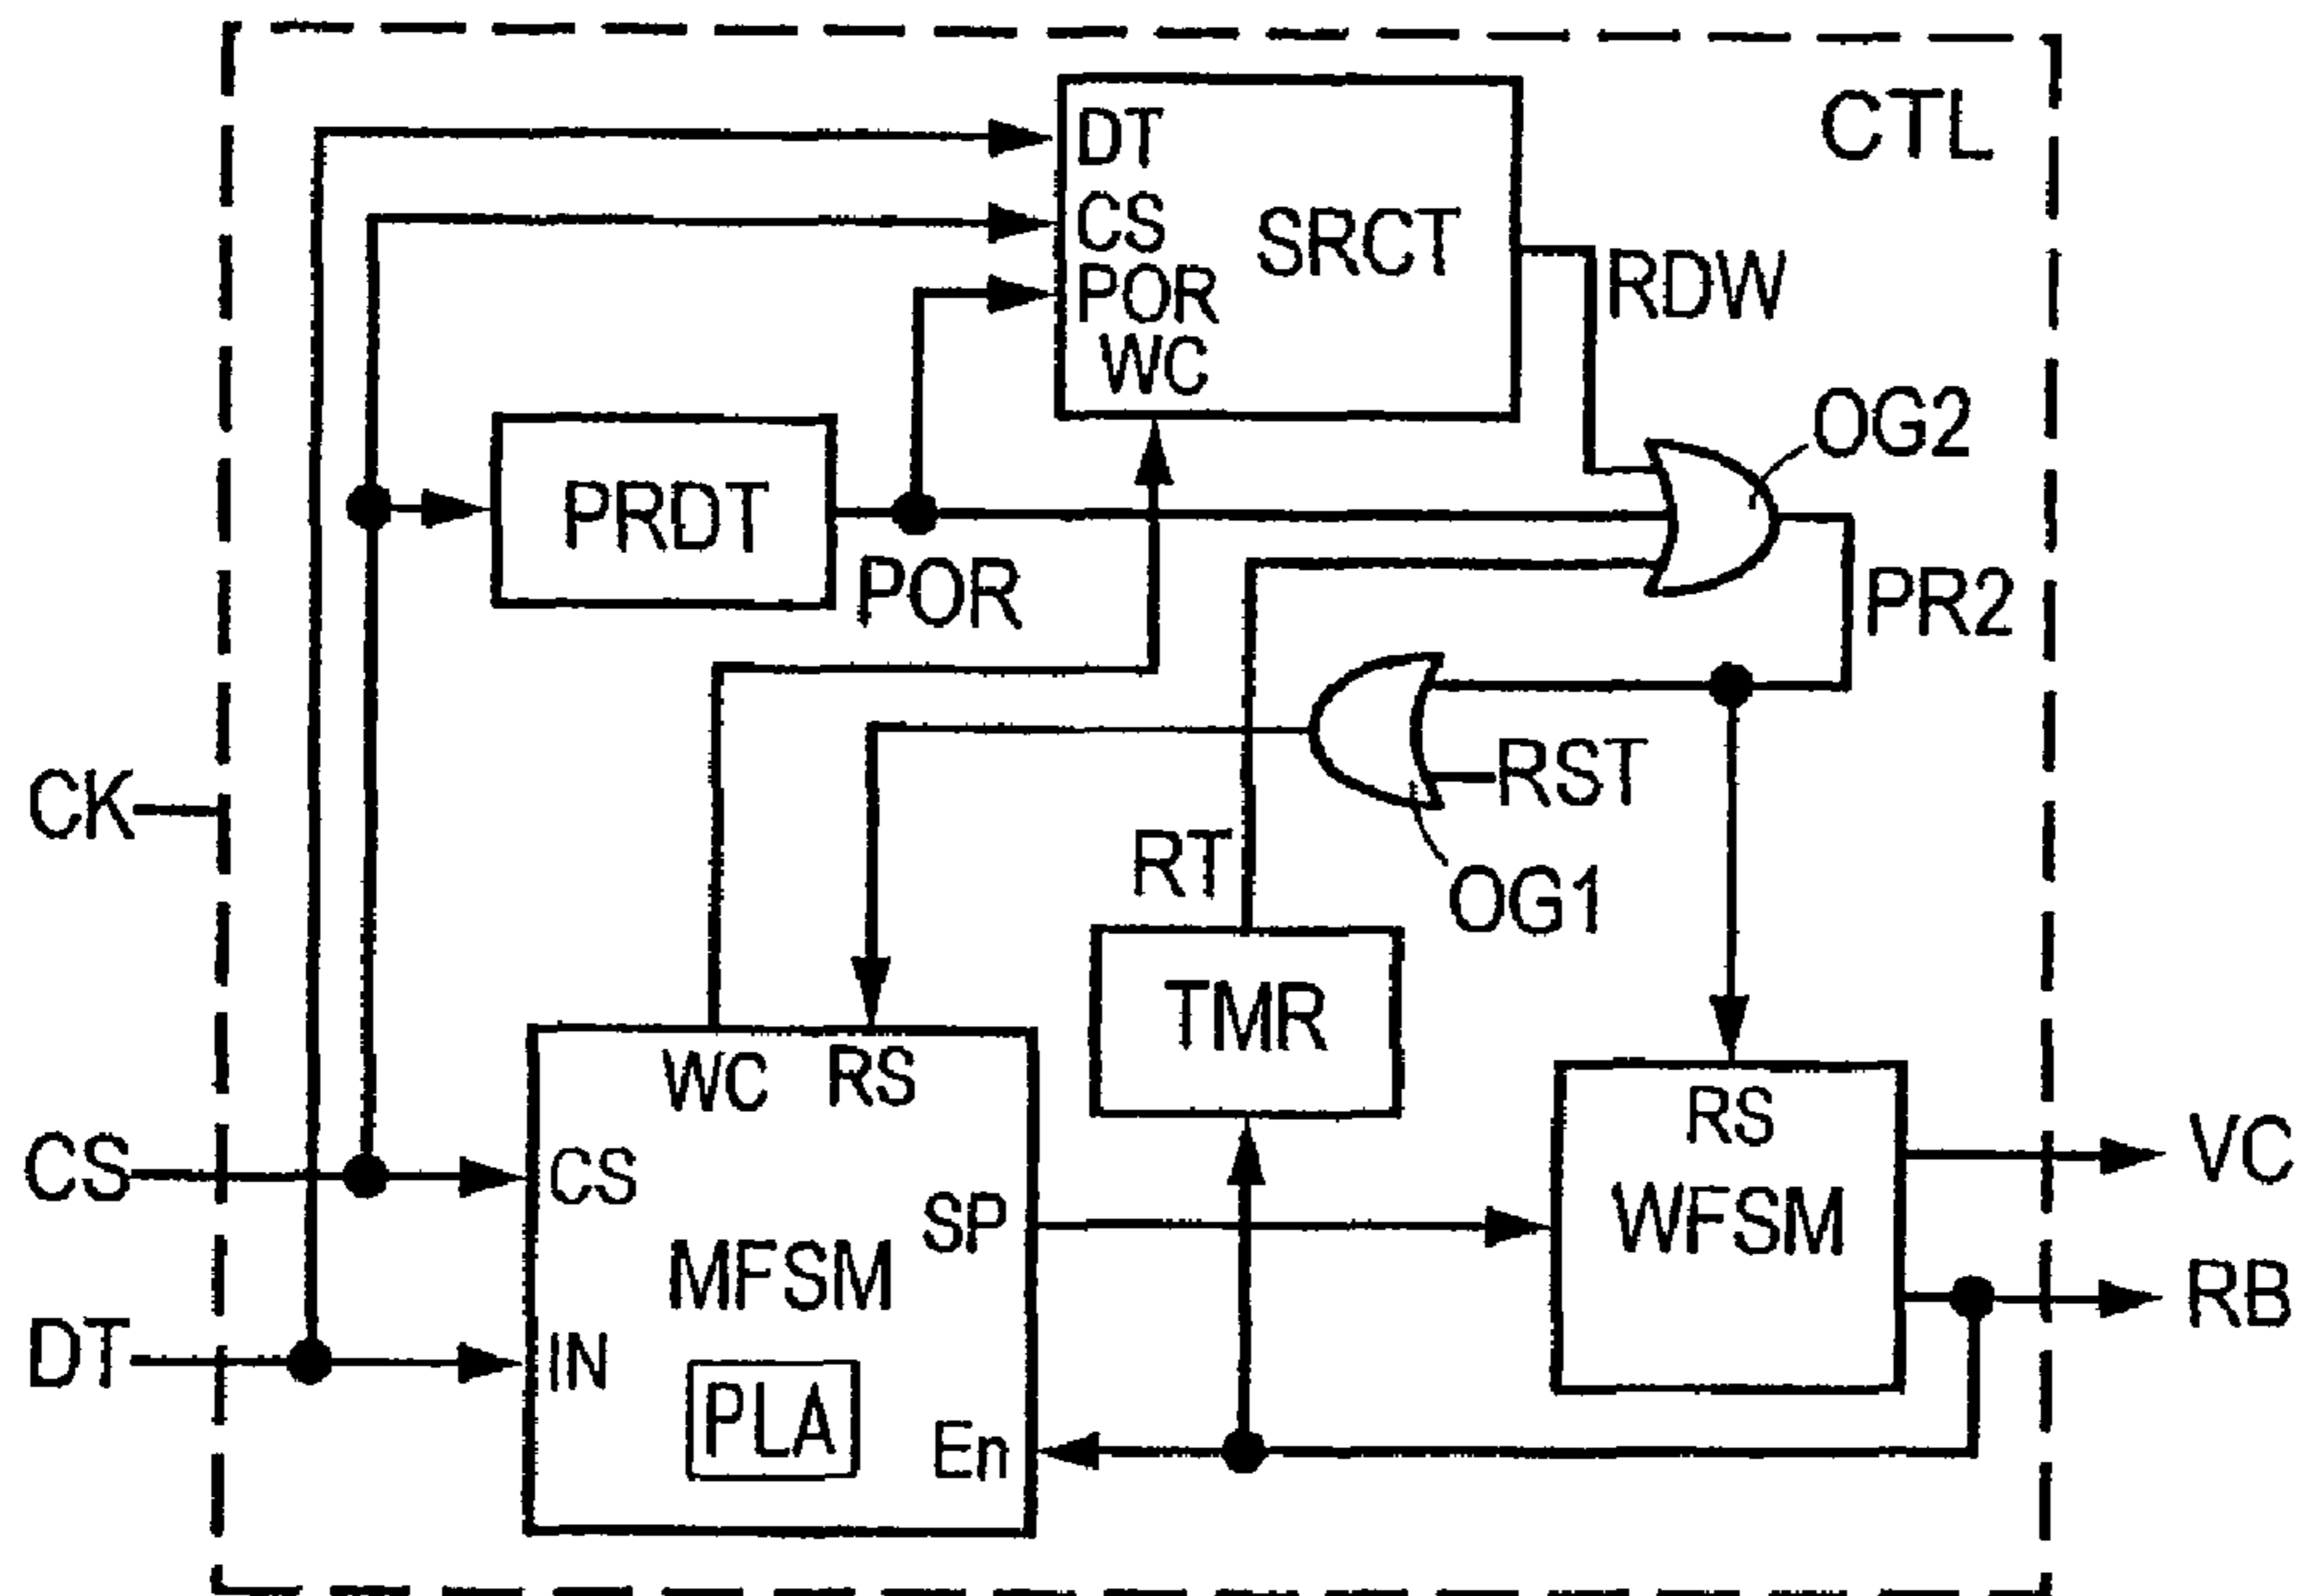 CTL
DT
CS
SRCT
POR
WC
RDW
OG2
PRDT
POR
PR2
RST
CK
RT
OG1
TMR
WC
RS
RS
CS
CS
SP
VC
WFSM
MFSM
RB
DT
IN
PLA
En